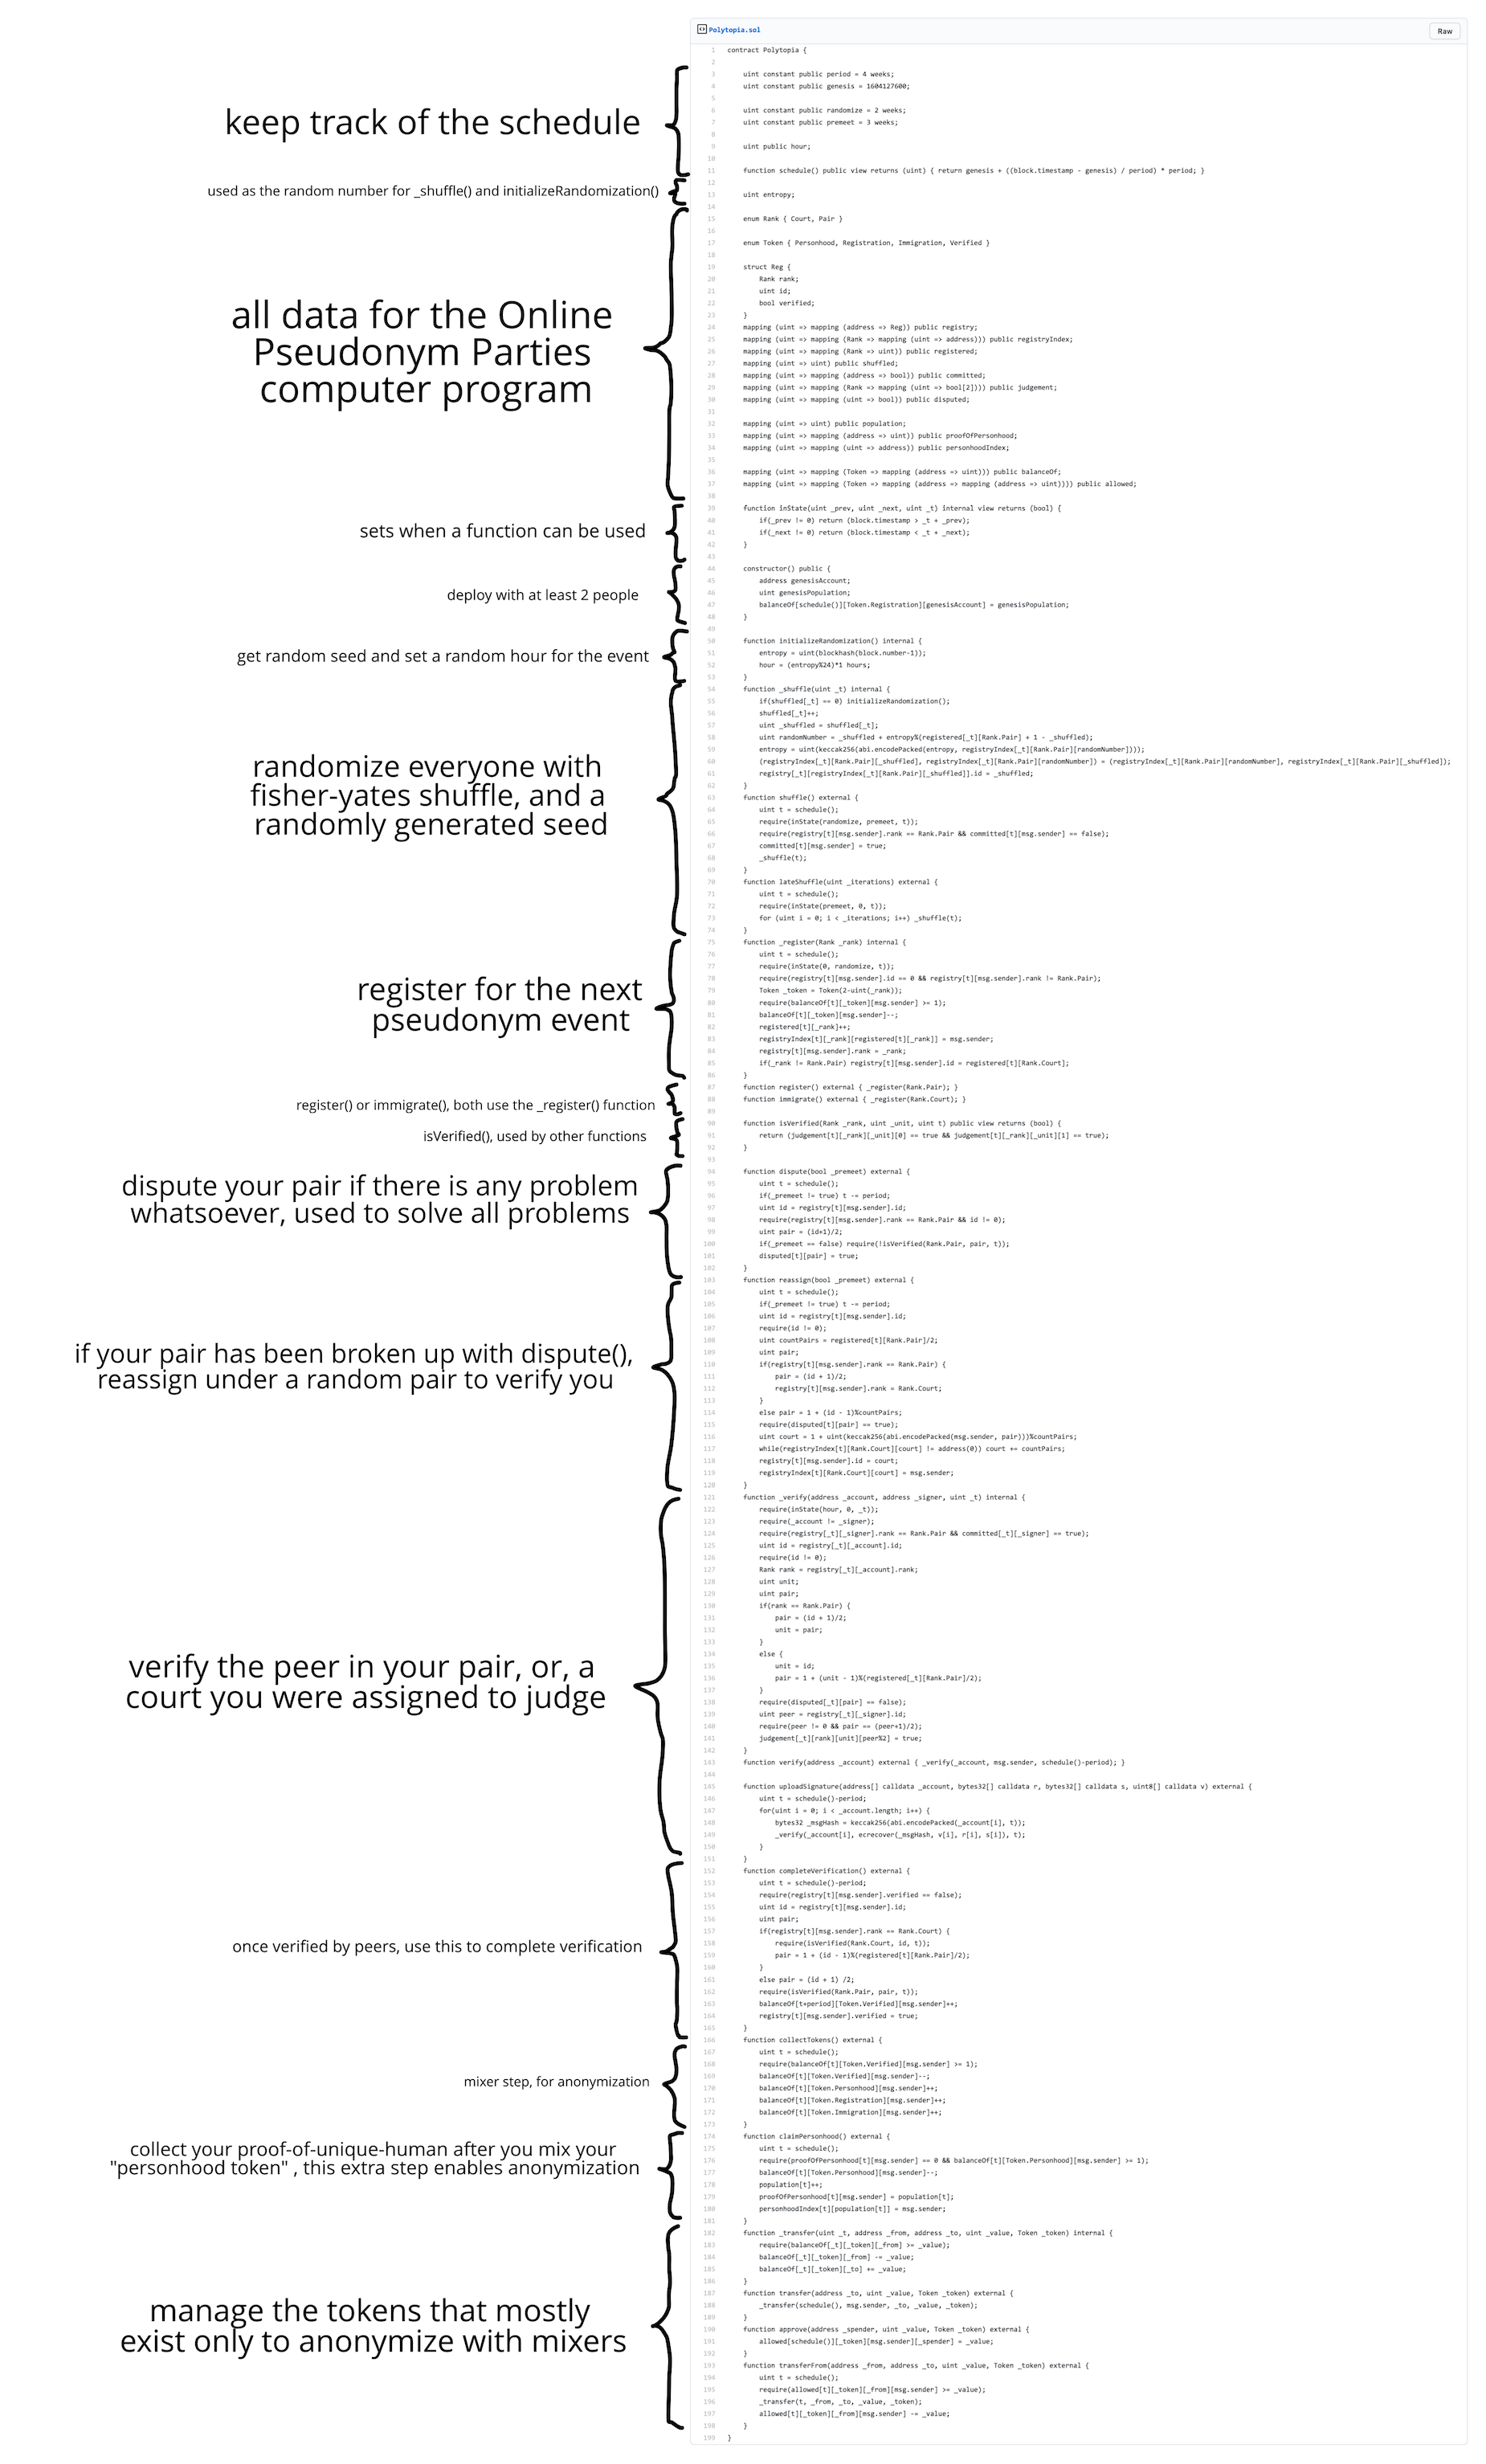 Polytopia.sol
Raw
keep track of the schedule
used as the random number for _shuffle() and initializeRandomization()
all data for the Online
Pseudonym Parties
computer program
sets when a function can be used
deploy with at least 2 people
get random seed and set a random hour for the event
randomize everyone with
fisher-yates shuffle, and a
randomly generated seed
register for the next
pseudonym event
register() or immigrate(), both use the _register() function
isVerified(), used by other functions
dispute your pair if there is any problem
whatsoever, used to solve all problems
if your pair has been broken up with dispute(),
reassign under a random pair to verify you
verify the peer in your pair, or, a
court you were assigned to judge
once verified by peers, use this to complete verification
mixer step, for anonymization
collect your proof-of-unique-human after you mix your
"personhood token" , this extra step enables anonymization
manage the tokens that mostly
exist only to anonymize with mixers
1 contract Polytopia {
2
3 uint constant public period = 4 weeks;
4 uint constant public genesis = 1604127600;
5
6 uint constant public randomize = 2 weeks;
7 uint constant public premeet = 3 weeks;
8
9 uint public hour;
10
11 function schedule() public view returns (uint) { return genesis + ((block.timestamp - genesis) / period) * period; }
12
13 uint entropy;
14
15 enum Rank { Court, Pair }
16
17 enum Token { Personhood, Registration, Immigration, Verified }
18
19 struct Reg {
20 Rank rank;
21 uint id;
22 bool verified;
23 }
24 mapping (uint => mapping (address => Reg)) public registry;
25 mapping (uint => mapping (Rank => mapping (uint => address))) public registryIndex;
26 mapping (uint => mapping (Rank => uint)) public registered;
27 mapping (uint => uint) public shuffled;
28 mapping (uint => mapping (address => bool)) public committed;
29 mapping (uint => mapping (Rank => mapping (uint => bool[2]))) public judgement;
30 mapping (uint => mapping (uint => bool)) public disputed;
31
32 mapping (uint => uint) public population;
33 mapping (uint => mapping (address => uint)) public proofOfPersonhood;
34 mapping (uint => mapping (uint => address)) public personhoodIndex;
35
36 mapping (uint => mapping (Token => mapping (address => uint))) public balanceOf;
37 mapping (uint => mapping (Token => mapping (address => mapping (address => uint)))) public allowed;
38
39 function inState(uint _prev, uint _next, uint _t) internal view returns (bool) {
40 if(_prev != 0) return (block.timestamp > _t + _prev);
41 if(_next != 0) return (block.timestamp < _t + _next);
42 }
43
44 constructor() public {
45 address genesisAccount;
46 uint genesisPopulation;
47 balanceOf[schedule()][Token.Registration][genesisAccount] = genesisPopulation;
48 }
49
50 function initializeRandomization() internal {
51 entropy = uint(blockhash(block.number-1));
52 hour = (entropy%24)*1 hours;
53 }
54 function _shuffle(uint _t) internal {
55 if(shuffled[_t] == 0) initializeRandomization();
56 shuffled[_t]++;
57 uint _shuffled = shuffled[_t];
58 uint randomNumber = _shuffled + entropy%(registered[_t][Rank.Pair] + 1 - _shuffled);
59 entropy = uint(keccak256(abi.encodePacked(entropy, registryIndex[_t][Rank.Pair][randomNumber])));
60 (registryIndex[_t][Rank.Pair][_shuffled], registryIndex[_t][Rank.Pair][randomNumber]) = (registryIndex[_t][Rank.Pair][randomNumber], registryIndex[_t][Rank.Pair][_shuffled]);
61 registry[_t][registryIndex[_t][Rank.Pair][_shuffled]].id = _shuffled;
62 }
63 function shuffle() external {
64 uint t = schedule();
65 require(inState(randomize, premeet, t));
66 require(registry[t][msg.sender].rank == Rank.Pair && committed[t][msg.sender] == false);
67 committed[t][msg.sender] = true;
68 _shuffle(t);
69 }
70 function lateShuffle(uint _iterations) external {
71 uint t = schedule();
72 require(inState(premeet, 0, t));
73 for (uint i = 0; i < _iterations; i++) _shuffle(t);
74 }
75 function _register(Rank _rank) internal {
76 uint t = schedule();
77 require(inState(0, randomize, t));
78 require(registry[t][msg.sender].id == 0 && registry[t][msg.sender].rank != Rank.Pair);
79 Token _token = Token(2-uint(_rank));
80 require(balanceOf[t][_token][msg.sender] >= 1);
81 balanceOf[t][_token][msg.sender]--;
82 registered[t][_rank]++;
83 registryIndex[t][_rank][registered[t][_rank]] = msg.sender;
84 registry[t][msg.sender].rank = _rank;
85 if(_rank != Rank.Pair) registry[t][msg.sender].id = registered[t][Rank.Court];
86 }
87 function register() external { _register(Rank.Pair); }
88 function immigrate() external { _register(Rank.Court); }
89
90 function isVerified(Rank _rank, uint _unit, uint t) public view returns (bool) {
91 return (judgement[t][_rank][_unit][0] == true && judgement[t][_rank][_unit][1] == true);
92 }
93
94 function dispute(bool _premeet) external {
95 uint t = schedule();
96 if(_premeet != true) t -= period;
97 uint id = registry[t][msg.sender].id;
98 require(registry[t][msg.sender].rank == Rank.Pair && id != 0);
99 uint pair = (id+1)/2;
100 if(_premeet == false) require(!isVerified(Rank.Pair, pair, t));
101 disputed[t][pair] = true;
102 }
103 function reassign(bool _premeet) external {
104 uint t = schedule();
105 if(_premeet != true) t -= period;
106 uint id = registry[t][msg.sender].id;
107 require(id != 0);
108 uint countPairs = registered[t][Rank.Pair]/2;
109 uint pair;
110 if(registry[t][msg.sender].rank == Rank.Pair) {
111 pair = (id + 1)/2;
112 registry[t][msg.sender].rank = Rank.Court;
113 }
114 else pair = 1 + (id - 1)%countPairs;
115 require(disputed[t][pair] == true);
116 uint court = 1 + uint(keccak256(abi.encodePacked(msg.sender, pair)))%countPairs;
117 while(registryIndex[t][Rank.Court][court] != address(0)) court += countPairs;
118 registry[t][msg.sender].id = court;
119 registryIndex[t][Rank.Court][court] = msg.sender;
120 }
121 function _verify(address _account, address _signer, uint _t) internal {
122 require(inState(hour, 0, _t));
123 require(_account != _signer);
124 require(registry[_t][_signer].rank == Rank.Pair && committed[_t][_signer] == true);
125 uint id = registry[_t][_account].id;
126 require(id != 0);
127 Rank rank = registry[_t][_account].rank;
128 uint unit;
129 uint pair;
130 if(rank == Rank.Pair) {
131 pair = (id + 1)/2;
132 unit = pair;
133 }
134 else {
135 unit = id;
136 pair = 1 + (unit - 1)%(registered[_t][Rank.Pair]/2);
137 }
138 require(disputed[_t][pair] == false);
139 uint peer = registry[_t][_signer].id;
140 require(peer != 0 && pair == (peer+1)/2);
141 judgement[_t][rank][unit][peer%2] = true;
142 }
143 function verify(address _account) external { _verify(_account, msg.sender, schedule()-period); }
144
145 function uploadSignature(address[] calldata _account, bytes32[] calldata r, bytes32[] calldata s, uint8[] calldata v) external {
146 uint t = schedule()-period;
147 for(uint i = 0; i < _account.length; i++) {
148 bytes32 _msgHash = keccak256(abi.encodePacked(_account[i], t));
149 _verify(_account[i], ecrecover(_msgHash, v[i], r[i], s[i]), t);
150 }
151 }
152 function completeVerification() external {
153 uint t = schedule()-period;
154 require(registry[t][msg.sender].verified == false);
155 uint id = registry[t][msg.sender].id;
156 uint pair;
157 if(registry[t][msg.sender].rank == Rank.Court) {
158 require(isVerified(Rank.Court, id, t));
159 pair = 1 + (id - 1)%(registered[t][Rank.Pair]/2);
160 }
161 else pair = (id + 1) /2;
162 require(isVerified(Rank.Pair, pair, t));
163 balanceOf[t+period][Token.Verified][msg.sender]++;
164 registry[t][msg.sender].verified = true;
165 }
166 function collectTokens() external {
167 uint t = schedule();
168 require(balanceOf[t][Token.Verified][msg.sender] >= 1);
169 balanceOf[t][Token.Verified][msg.sender]--;
170 balanceOf[t][Token.Personhood][msg.sender]++;
171 balanceOf[t][Token.Registration][msg.sender]++;
172 balanceOf[t][Token.Immigration][msg.sender]++;
173 }
174 function claimPersonhood() external {
175 uint t = schedule();
176 require(proofOfPersonhood[t][msg.sender] == 0 && balanceOf[t][Token.Personhood][msg.sender] >= 1);
177 balanceOf[t][Token.Personhood][msg.sender]--;
178 population[t]++;
179 proofOfPersonhood[t][msg.sender] = population[t];
180 personhoodIndex[t][population[t]] = msg.sender;
181 }
182 function _transfer(uint _t, address _from, address _to, uint _value, Token _token) internal {
183 require(balanceOf[_t][_token][_from] >= _value);
184 balanceOf[_t][_token][_from] -= _value;
185 balanceOf[_t][_token][_to] += _value;
186 }
187 function transfer(address _to, uint _value, Token _token) external {
188 _transfer(schedule(), msg.sender, _to, _value, _token);
189 }
190 function approve(address _spender, uint _value, Token _token) external {
191 allowed[schedule()][_token][msg.sender][_spender] = _value;
192 }
193 function transferFrom(address _from, address _to, uint _value, Token _token) external {
194 uint t = schedule();
195 require(allowed[t][_token][_from][msg.sender] >= _value);
196 _transfer(t, _from, _to, _value, _token);
197 allowed[t][_token][_from][msg.sender] -= _value;
198 }
199 }